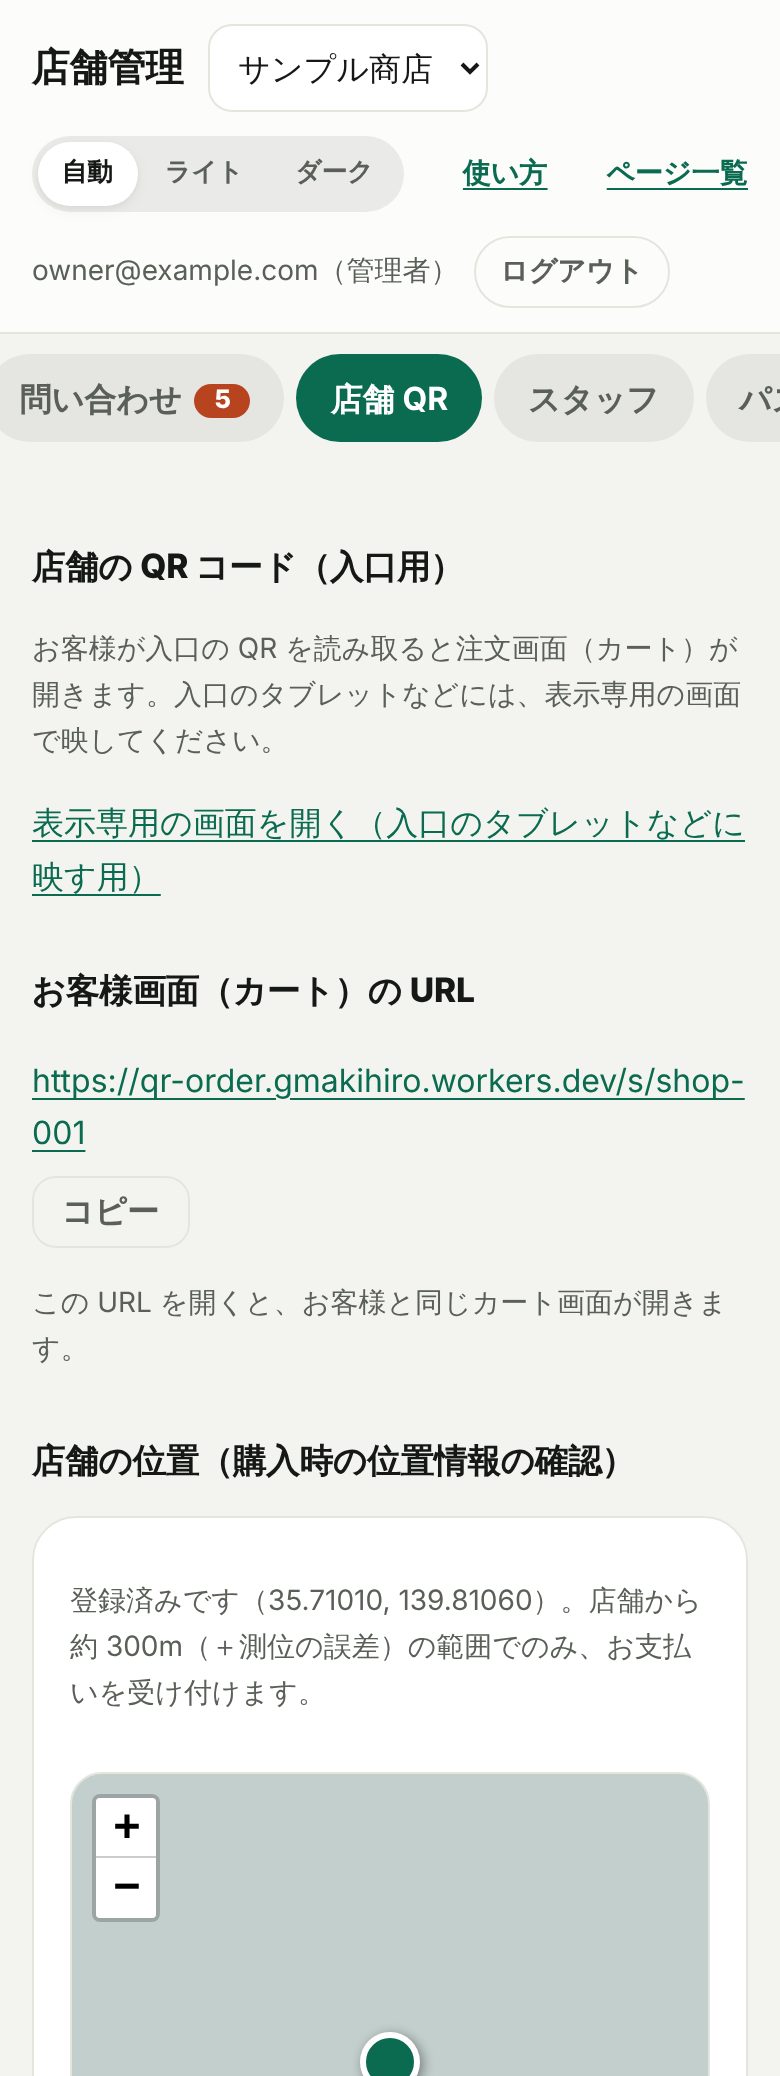 店舗管理 サンプル商店
自動 ライト ダーク 使い方 ページ一覧
owner@example.com（管理者） ログアウト
問い合わせ 5 店舗 QR スタッフ
店舗の QR コード（入口用）
お客様が入口の QR を読み取ると注文画面（カート）が
開きます。入口のタブレットなどには、表示専用の画面
で映してください。
表示専用の画面を開く（入口のタブレットなどに
映す用）
お客様画面（カート）の URL
https://qr-order.gmakihiro.workers.dev/s/shop-
001
コピー
この URL を開くと、お客様と同じカート画面が開きま
す。
店舗の位置（購入時の位置情報の確認）
登録済みです（35.71010, 139.81060）。店舗から
約 300m（＋測位の誤差）の範囲でのみ、お支払
いを受け付けます。
+
−